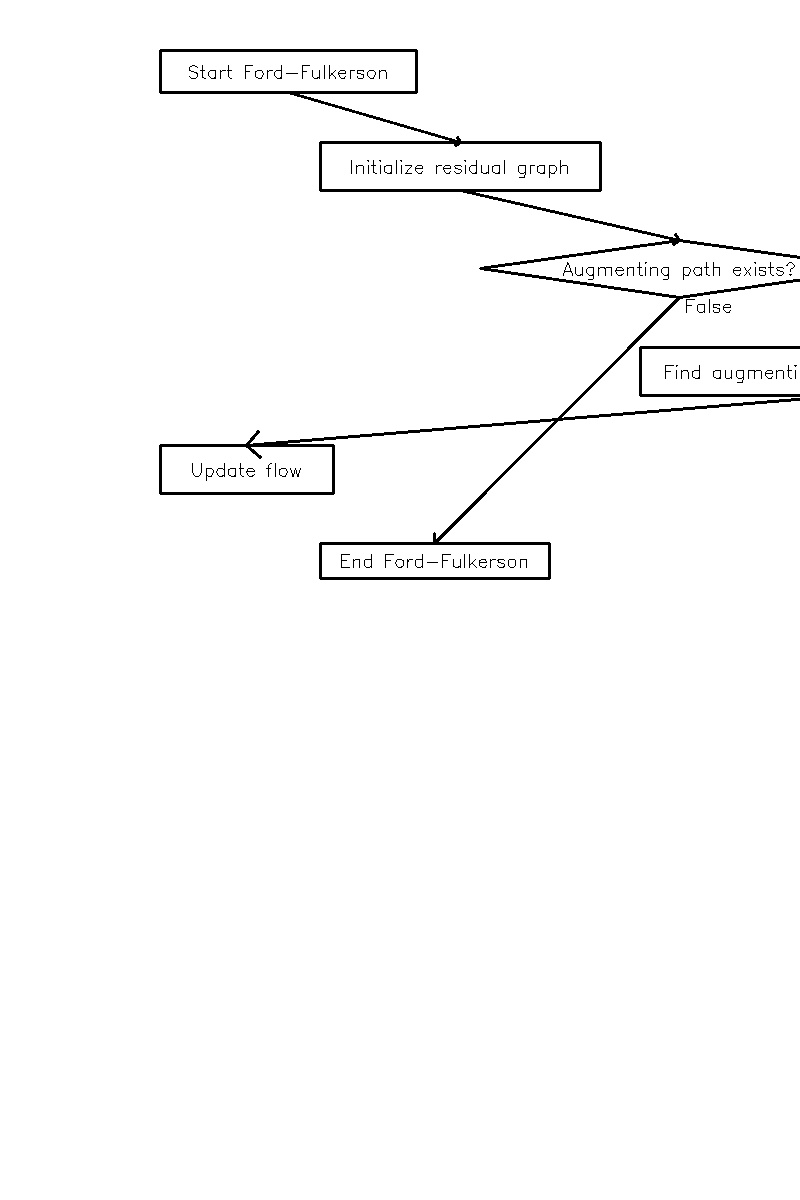 Start Ford-Fulkerson
Initialize residual graph
Augmenting path exists?
False
Find augmenti
Update flow
End Ford-Fulkerson